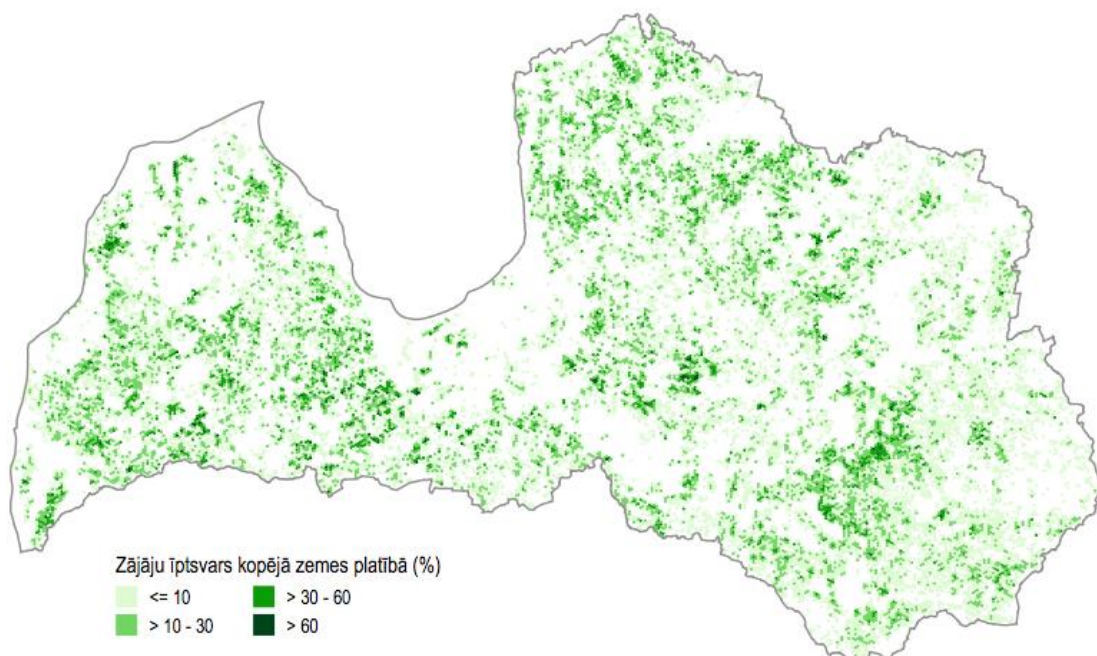 Zājāju īptsvars kopējā zemes platībā (%)
<= 10
> 30 - 60
> 10 - 30
> 60